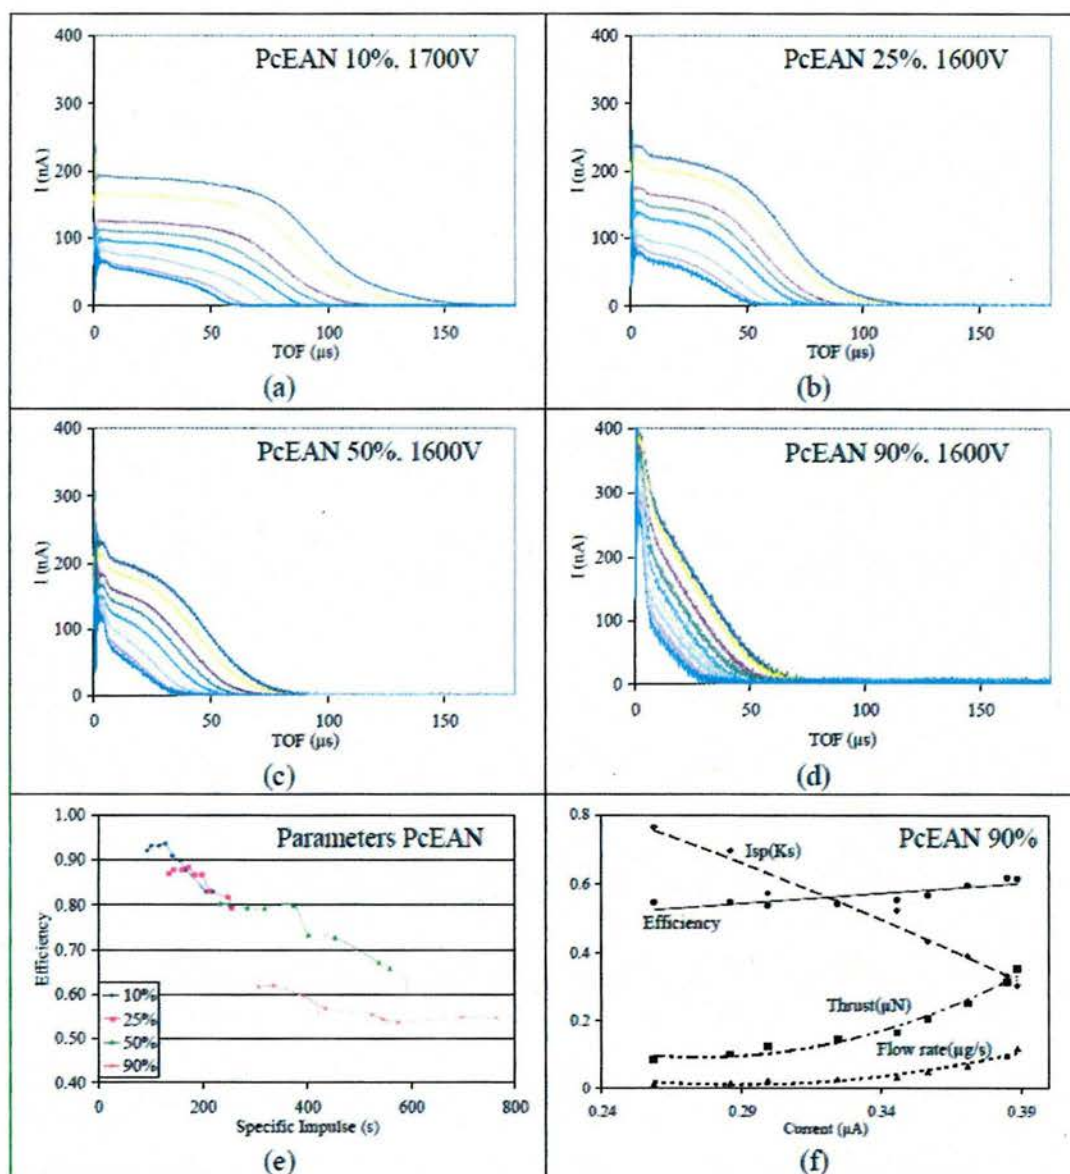 400
PcEAN 10%. 1700V
300
200
100
0
I (nA)
0 50 100 150
TOF (μs)
(a)
400
PcEAN 25%. 1600V
300
200
100
0
I (nA)
0 50 100 150
TOF (μs)
(b)
400
PcEAN 50%. 1600V
300
200
100
0
I (nA)
0 50 100 150
TOF (μs)
(c)
400
PcEAN 90%. 1600V
300
200
100
0
I (nA)
0 50 100 150
TOF (μs)
(d)
1.00
Parameters PcEAN
0.90
0.80
0.70
0.60
0.50
0.40
Efficiency
10%
25%
50%
90%
0 200 400 600 800
Specific Impulse (s)
(e)
0.8
PcEAN 90%
Isp(Ks)
0.6
Efficiency
0.4
Thrust(μN)
0.2
Flow rate(μg/s)
0
0.24 0.29 0.34 0.39
Current (μA)
(f)